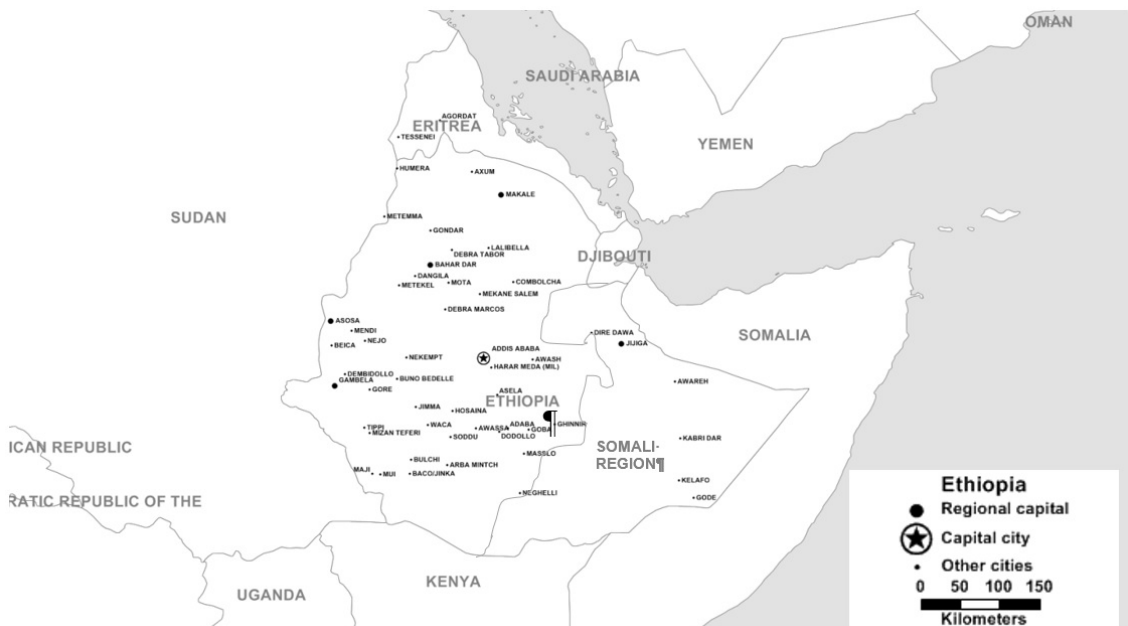 OMAN
SAUDI ARABIA
AGORDAT
ERITREA
TESSENEI
YEMEN
HUMERA
AXUM
MAKALE
SUDAN
METEMMA
GONDAR
LALIBELLA
DEBRA TABOR
DJIBOUTI
BAHAR DAR
DANGILA
METEKEL
MOTA
COMBOLCHA
MEKANE SALEM
DEBRA MARCOS
ASOSA
MENDI
DIRE DAWA
SOMALIA
NEJO
BEICA
JIJIGA
ADDIS ABABA
NEKEMPT
AWASH
HARAR MEDA (MIL)
DEMBIDOLLO
GAMBELA
BUNO BEDELLE
AWAREH
GORE
ASELA
ETHIOPIA
JIMMA
HOSAINA
¶
WACA
TIPPI
MIZAN TEFERI
AWASSA
ADABA
GOBA
GHINNIR
SODDU
DODOLLO
KABRI DAR
ICAN REPUBLIC
SOMALI-
REGION¶
MASSLO
BULCHI
ARBA MINTCH
MAJI
MUI
BACO/JINKA
KELAFO
NEGHELLI
GODE
RATIC REPUBLIC OF THE
KENYA
UGANDA
Ethiopia
Regional capital
Capital city
Other cities
0 50 100 150
Kilometers